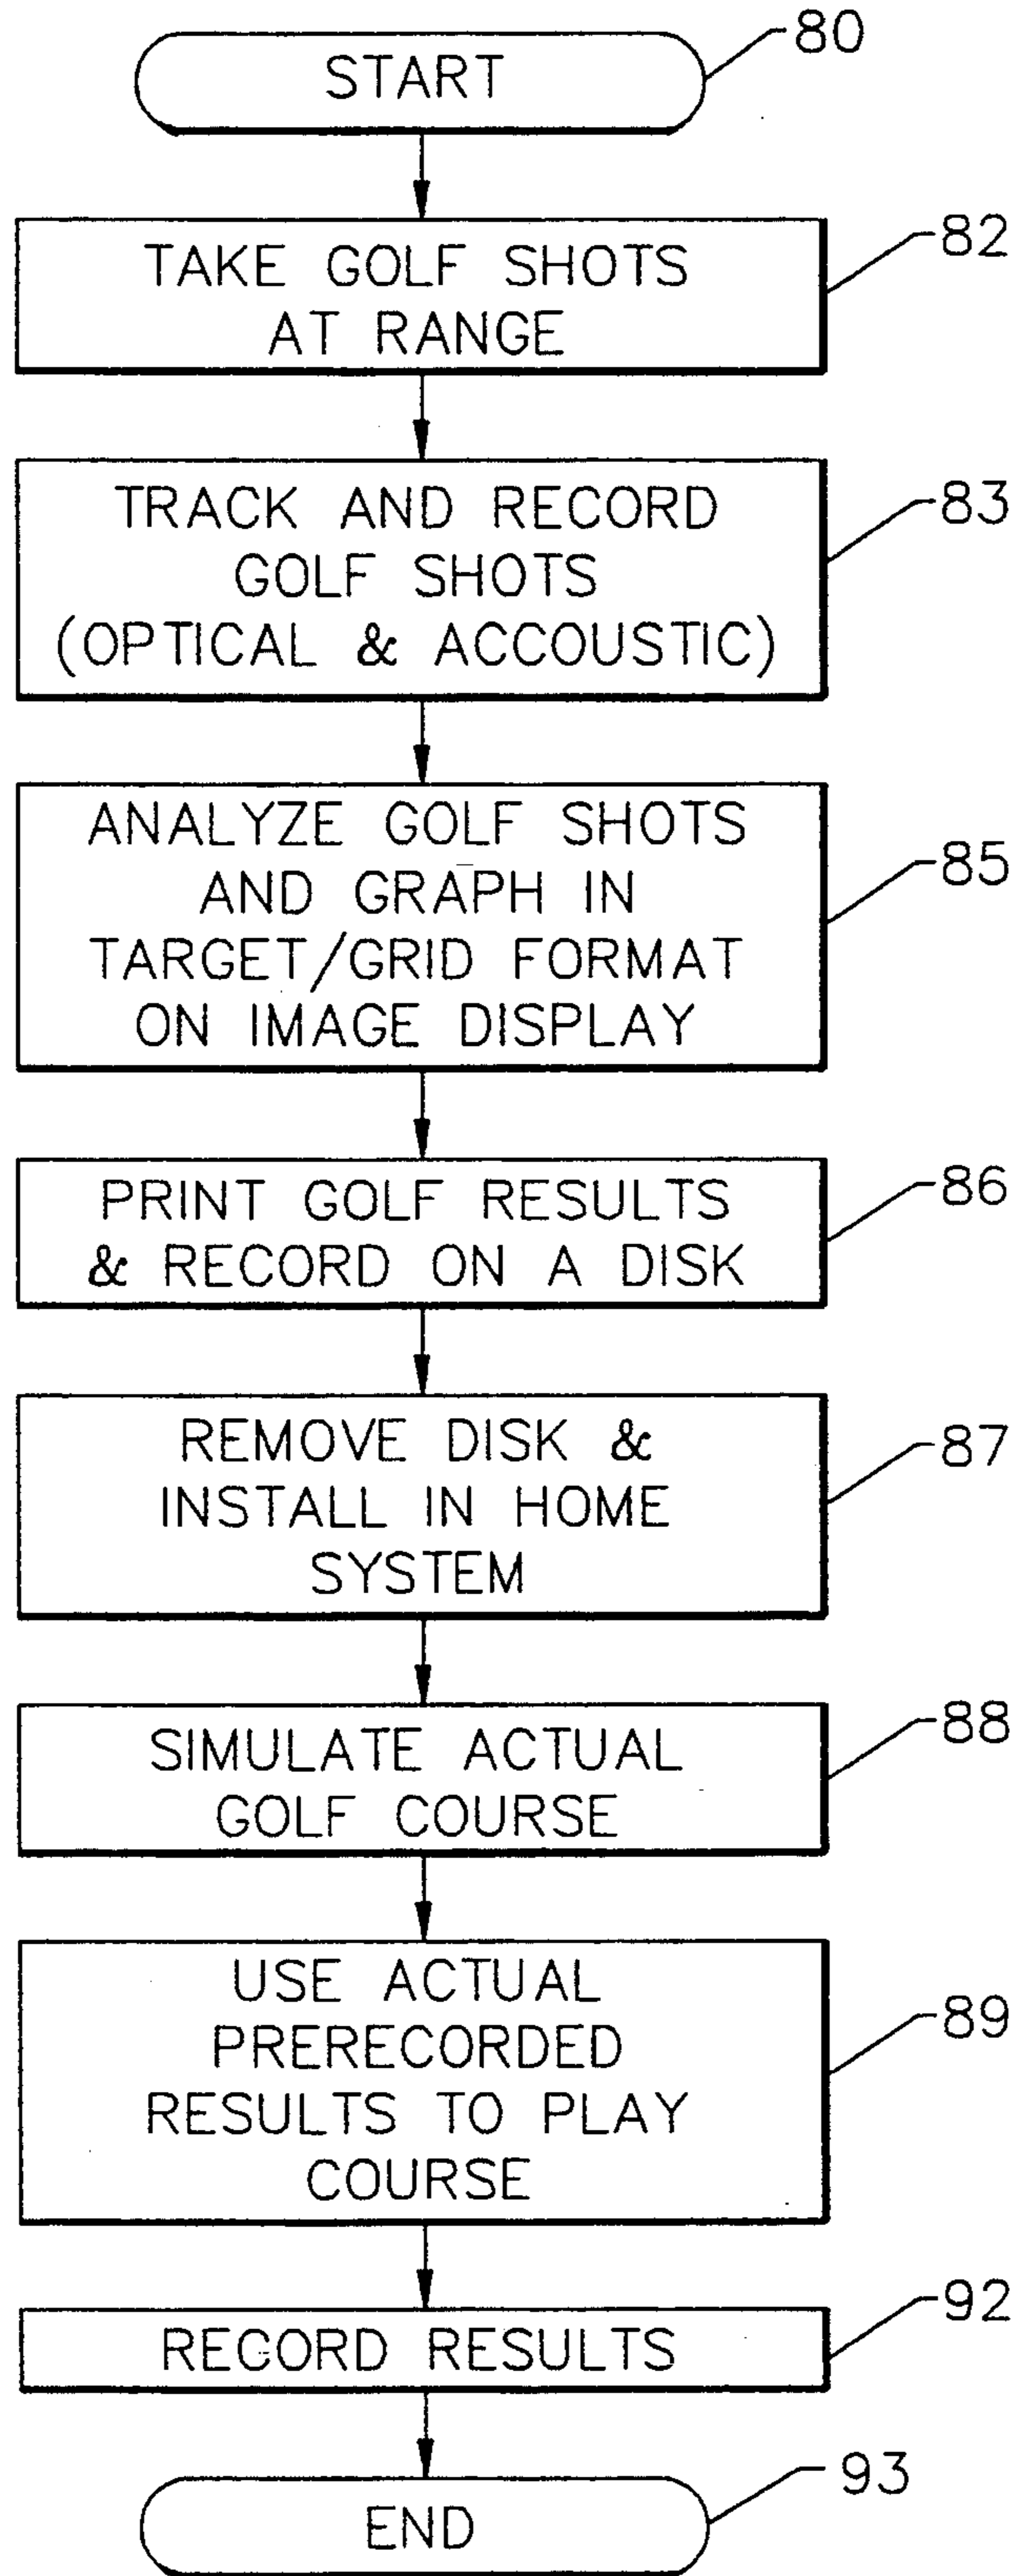 START
80
TAKE GOLF SHOTS
AT RANGE
82
TRACK AND RECORD
GOLF SHOTS
(OPTICAL & ACCOUSTIC)
83
ANALYZE GOLF SHOTS
AND GRAPH IN
TARGET/GRID FORMAT
ON IMAGE DISPLAY
85
PRINT GOLF RESULTS
& RECORD ON A DISK
86
REMOVE DISK &
INSTALL IN HOME
SYSTEM
87
SIMULATE ACTUAL
GOLF COURSE
88
USE ACTUAL
PRERECORDED
RESULTS TO PLAY
COURSE
89
RECORD RESULTS
92
END
93